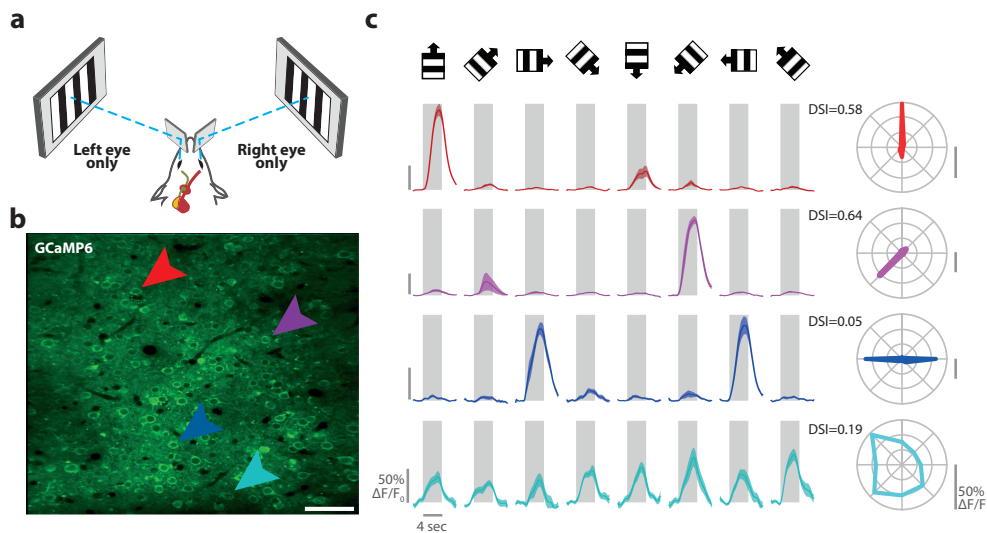 a
Left eye
only
Right eye
only
b
GCaMP6
c
DSI=0.58
DSI=0.64
DSI=0.05
DSI=0.19
50%
ΔF/F0
4 sec
50%
ΔF/F